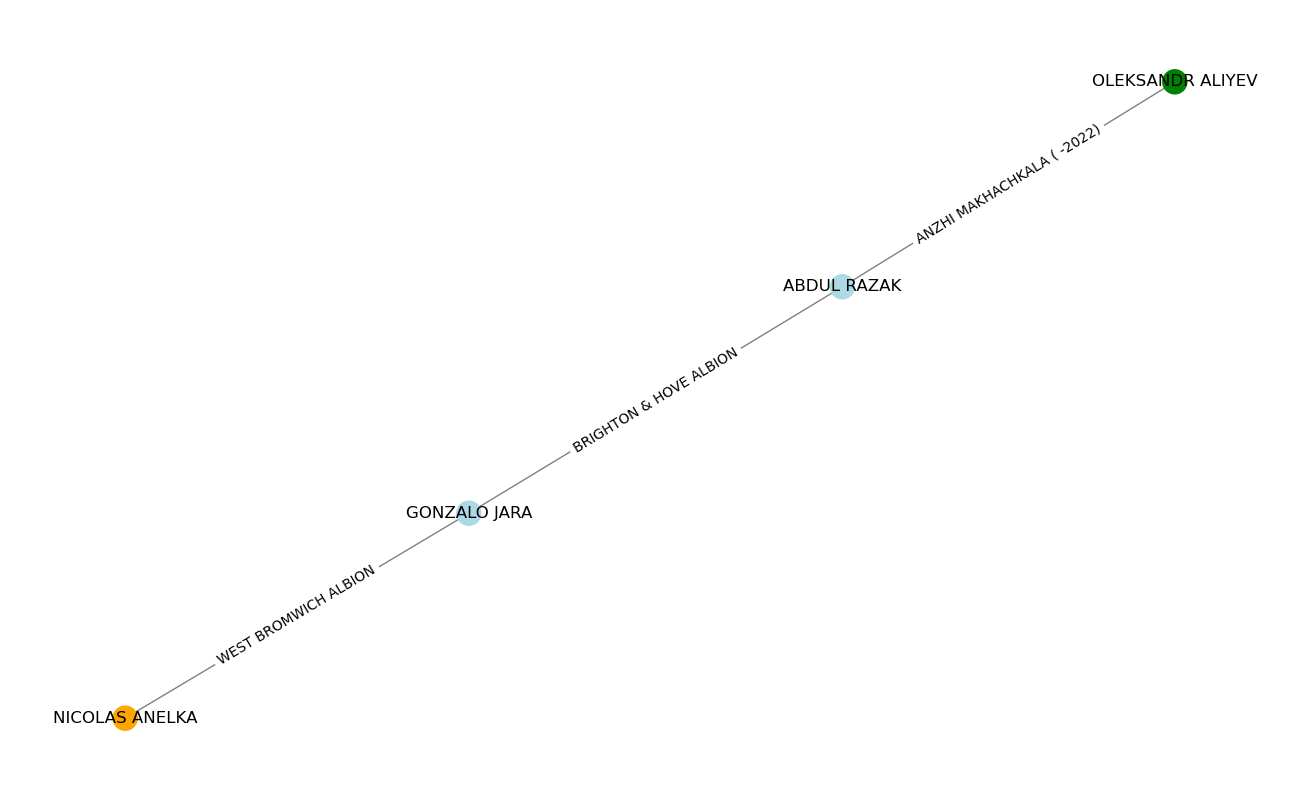 OLEKSANDR ALIYEV
ANZHI MAKHACHKALA ( -2022)
ABDUL RAZAK
BRIGHTON & HOVE ALBION
GONZALO JARA
WEST BROMWICH ALBION
NICOLAS ANELKA